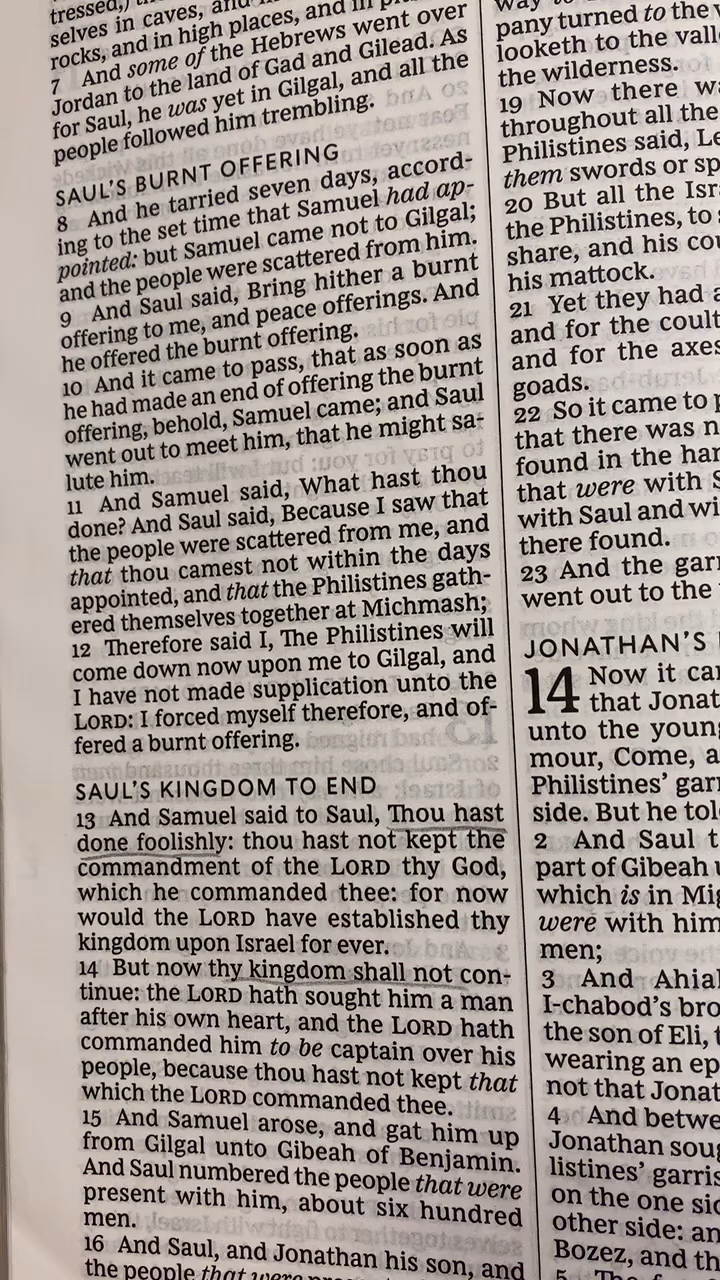 tressed,)
selves in caves, and
rocks, and in high places, and in
7 And some of the Hebrews went over
Jordan to the land of Gad and Gilead. As
for Saul, he was yet in Gilgal, and all the
people followed him trembling.
SAUL'S BURNT OFFERING
8 And he tarried seven days, accord-
ing to the set time that Samuel had ap-
pointed: but Samuel came not to Gilgal;
and the people were scattered from him.
9 And Saul said, Bring hither a burnt
offering to me, and peace offerings. And
he offered the burnt offering.
10 And it came to pass, that as soon as
he had made an end of offering the burnt
offering, behold, Samuel came; and Saul
went out to meet him, that he might sa-
lute him.
11 And Samuel said, What hast thou
done? And Saul said, Because I saw that
the people were scattered from me, and
that thou camest not within the days
appointed, and that the Philistines gath-
ered themselves together at Michmash;
12 Therefore said I, The Philistines will
come down now upon me to Gilgal, and
I have not made supplication unto the
LORD: I forced myself therefore, and of-
fered a burnt offering.
SAUL'S KINGDOM TO END
13 And Samuel said to Saul, Thou hast
done foolishly: thou hast not kept the
commandment of the LORD thy God,
which he commanded thee: for now
would the LORD have established thy
kingdom upon Israel for ever.
14 But now thy kingdom shall not con-
tinue: the LORD hath sought him a man
after his own heart, and the LORD hath
commanded him to be captain over his
people, because thou hast not kept that
which the LORD commanded thee.
15 And Samuel arose, and gat him up
from Gilgal unto Gibeah of Benjamin.
And Saul numbered the people that were
present with him, about six hundred
men.
16 And Saul, and Jonathan his son, and
the people that were
way to
pany turned to the
looketh to the vall
the wilderness.
19 Now there wa
throughout all the
Philistines said, Le
them swords or sp
20 But all the Isr
the Philistines, to
share, and his cou
his mattock.
21 Yet they had a
and for the coult
and for the axes
goads.
22 So it came to p
that there was n
found in the har
that were with S
with Saul and wi
there found.
23 And the garr
went out to the
JONATHAN'S
14 Now it car
that Jonat
unto the young
mour, Come, a
Philistines' garr
side. But he tol
2 And Saul t
part of Gibeah u
which is in Mig
were with him
men;
3 And Ahial
I-chabod's bro
the son of Eli, t
wearing an ep
not that Jonat
4 And betwe
Jonathan soug
listines' garris
on the one sid
other side: an
Bozez, and th
5 Th